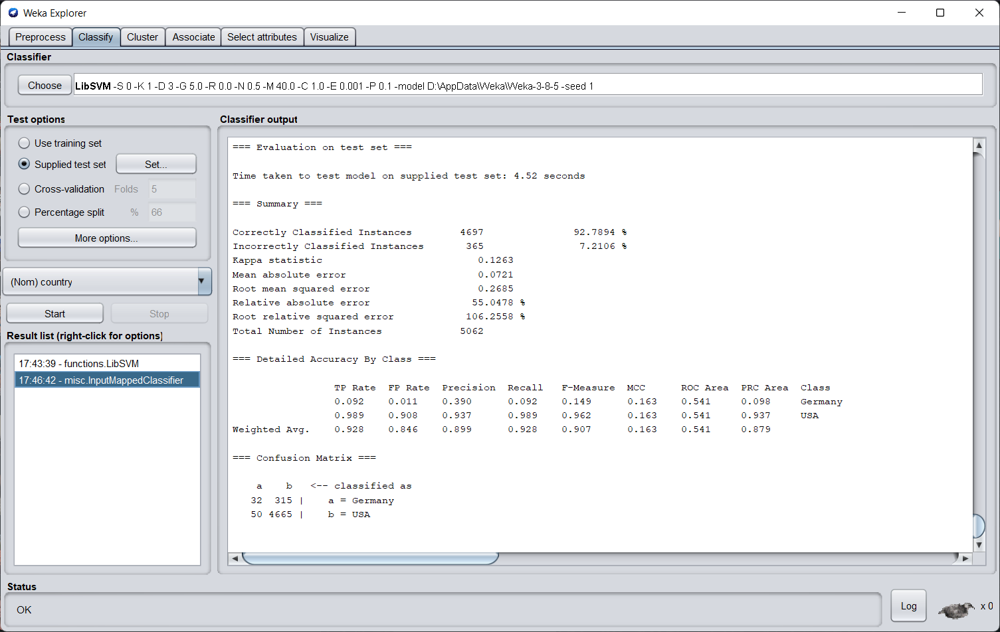 Weka Explorer
Preprocess Classify Cluster Associate Select attributes Visualize
Classifier
Choose LibSVM -S 0 -K 1 -D 3 -G 5.0 -R 0.0 -N 0.5 -M 40.0 -C 1.0 -E 0.001 -P 0.1 -model D:\AppData\Weka\Weka-3-8-5 -seed 1
Test options
Use training set
Supplied test set Set...
Cross-validation Folds 5
Percentage split % 66
More options...
(Nom) country
Start Stop
Result list (right-click for options)
17:43:39 - functions.LibSVM
17:46:42 - misc.InputMappedClassifier
Classifier output
=== Evaluation on test set ===
Time taken to test model on supplied test set: 4.52 seconds
=== Summary ===
Correctly Classified Instances 4697 92.7894 %
Incorrectly Classified Instances 365 7.2106 %
Kappa statistic 0.1263
Mean absolute error 0.0721
Root mean squared error 0.2685
Relative absolute error 55.0478 %
Root relative squared error 106.2558 %
Total Number of Instances 5062
=== Detailed Accuracy By Class ===
TP Rate FP Rate Precision Recall F-Measure MCC ROC Area PRC Area Class
0.092 0.011 0.390 0.092 0.149 0.163 0.541 0.098 Germany
0.989 0.908 0.937 0.989 0.962 0.163 0.541 0.937 USA
Weighted Avg. 0.928 0.846 0.899 0.928 0.907 0.163 0.541 0.879
=== Confusion Matrix ===
a b <-- classified as
32 315 | a = Germany
50 4665 | b = USA
Status
OK
Log x 0